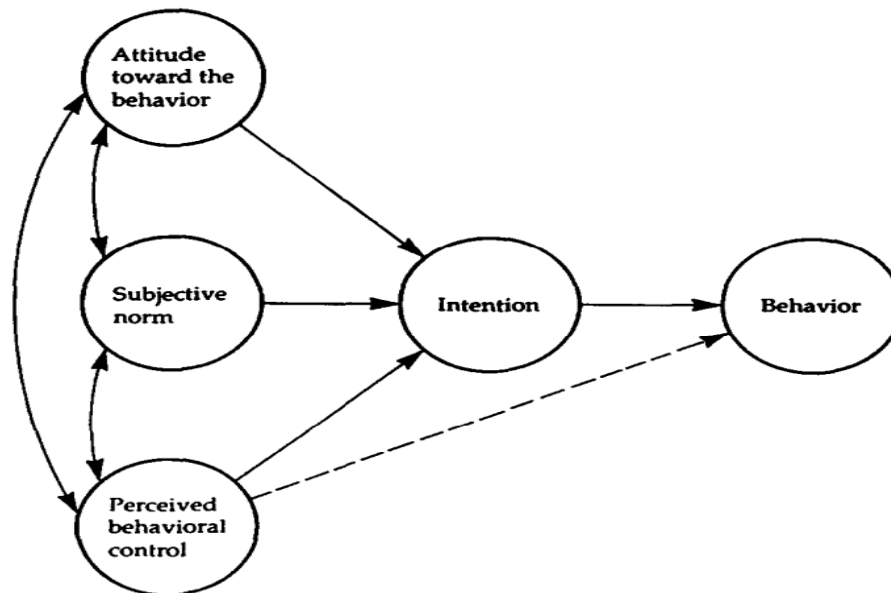 Attitude
toward the
behavior
Subjective
norm
Intention
Behavior
Perceived
behavioral
control